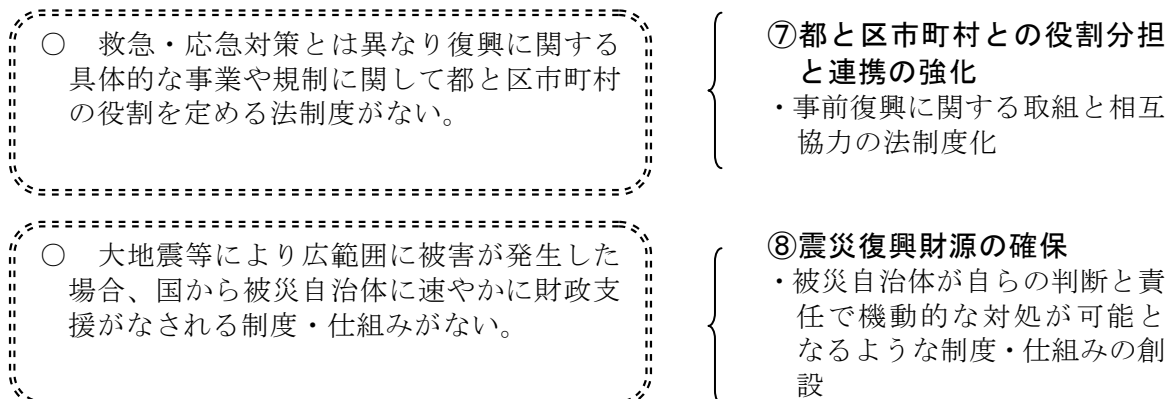 ○　救急・応急対策とは異なり復興に関する
具体的な事業や規制に関して都と区市町村
の役割を定める法制度がない。
⑦都と区市町村との役割分担
と連携の強化
・事前復興に関する取組と相互
協力の法制度化
○　大地震等により広範囲に被害が発生した
場合、国から被災自治体に速やかに財政支
援がなされる制度・仕組みがない。
⑧震災復興財源の確保
・被災自治体が自らの判断と責
任で機動的な対処が可能と
なるような制度・仕組みの創
設